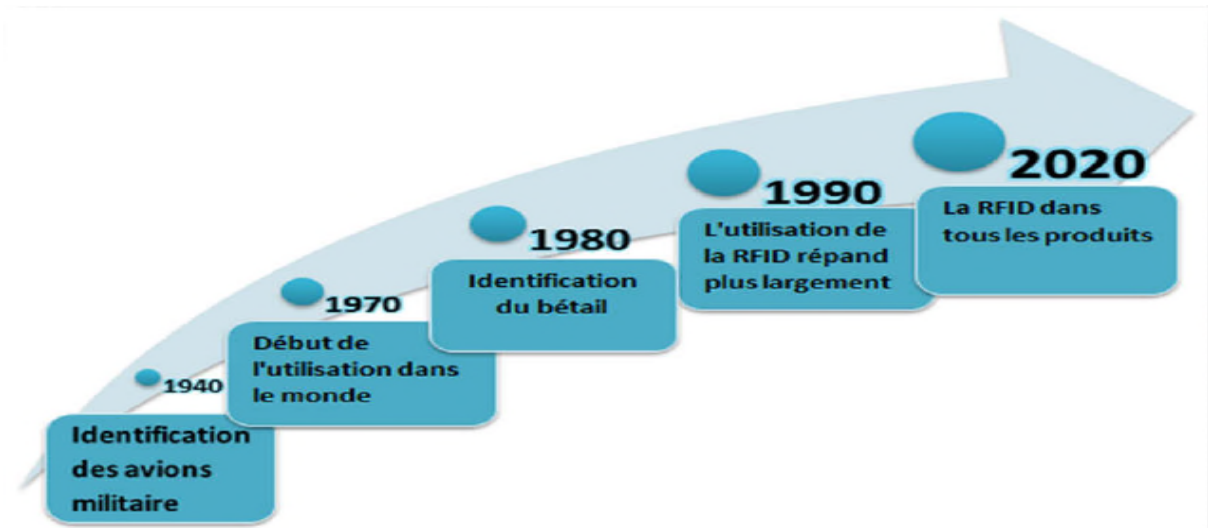 1940
Identification
des avions
militaire
1970
Début de
l'utilisation dans
le monde
1980
Identification
du bétail
1990
L'utilisation de
la RFID répand
plus largement
2020
La RFID dans
tous les produits